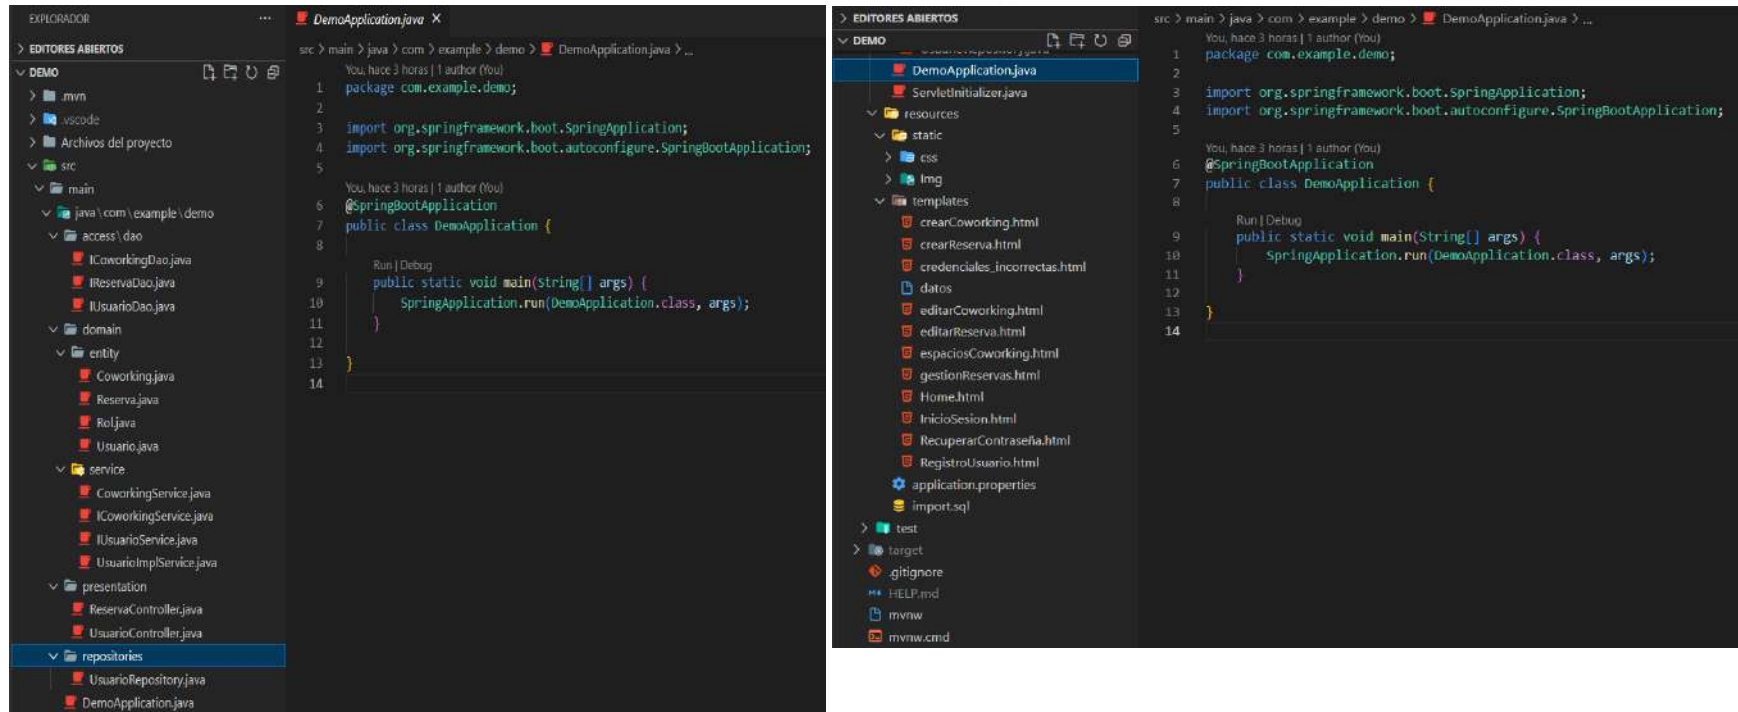 EXPLORADOR
EDITORES ABIERTOS
DEMO
.mvn
.vscode
Archivos del proyecto
src
main
java\com\example\demo
access\dao
ICoworkingDao.java
IReservaDao.java
IUsuarioDao.java
domain
entity
Coworking.java
Reserva.java
Rol.java
Usuario.java
service
CoworkingService.java
ICoworkingService.java
IUsuarioService.java
UsuarioImplService.java
presentation
ReservaController.java
UsuarioController.java
repositories
UsuarioRepository.java
DemoApplication.java
DemoApplication.java X
src > main > java > com > example > demo > DemoApplication.java > ...
You, hace 3 horas | 1 author (You)
1 package com.example.demo;
2
3 import org.springframework.boot.SpringApplication;
4 import org.springframework.boot.autoconfigure.SpringBootApplication;
5
You, hace 3 horas | 1 author (You)
6 @SpringBootApplication
7 public class DemoApplication {
8
Run | Debug
9 public static void main(String[] args) {
10 SpringApplication.run(DemoApplication.class, args);
11 }
12
13 }
14
EDITORES ABIERTOS
DEMO
UsuarioRepository.java
DemoApplication.java
ServletInitializer.java
resources
static
css
Img
templates
crearCoworking.html
crearReserva.html
credenciales_incorrectas.html
datos
editarCoworking.html
editarReserva.html
espaciosCoworking.html
gestionReservas.html
Home.html
InicioSesion.html
RecuperarContraseña.html
RegistroUsuario.html
application.properties
import.sql
test
target
.gitignore
HELP.md
mvnw
mvnw.cmd
src > main > java > com > example > demo > DemoApplication.java > ...
You, hace 3 horas | 1 author (You)
1 package com.example.demo;
2
3 import org.springframework.boot.SpringApplication;
4 import org.springframework.boot.autoconfigure.SpringBootApplication;
5
You, hace 3 horas | 1 author (You)
6 @SpringBootApplication
7 public class DemoApplication {
8
Run | Debug
9 public static void main(String[] args) {
10 SpringApplication.run(DemoApplication.class, args);
11 }
12
13 }
14